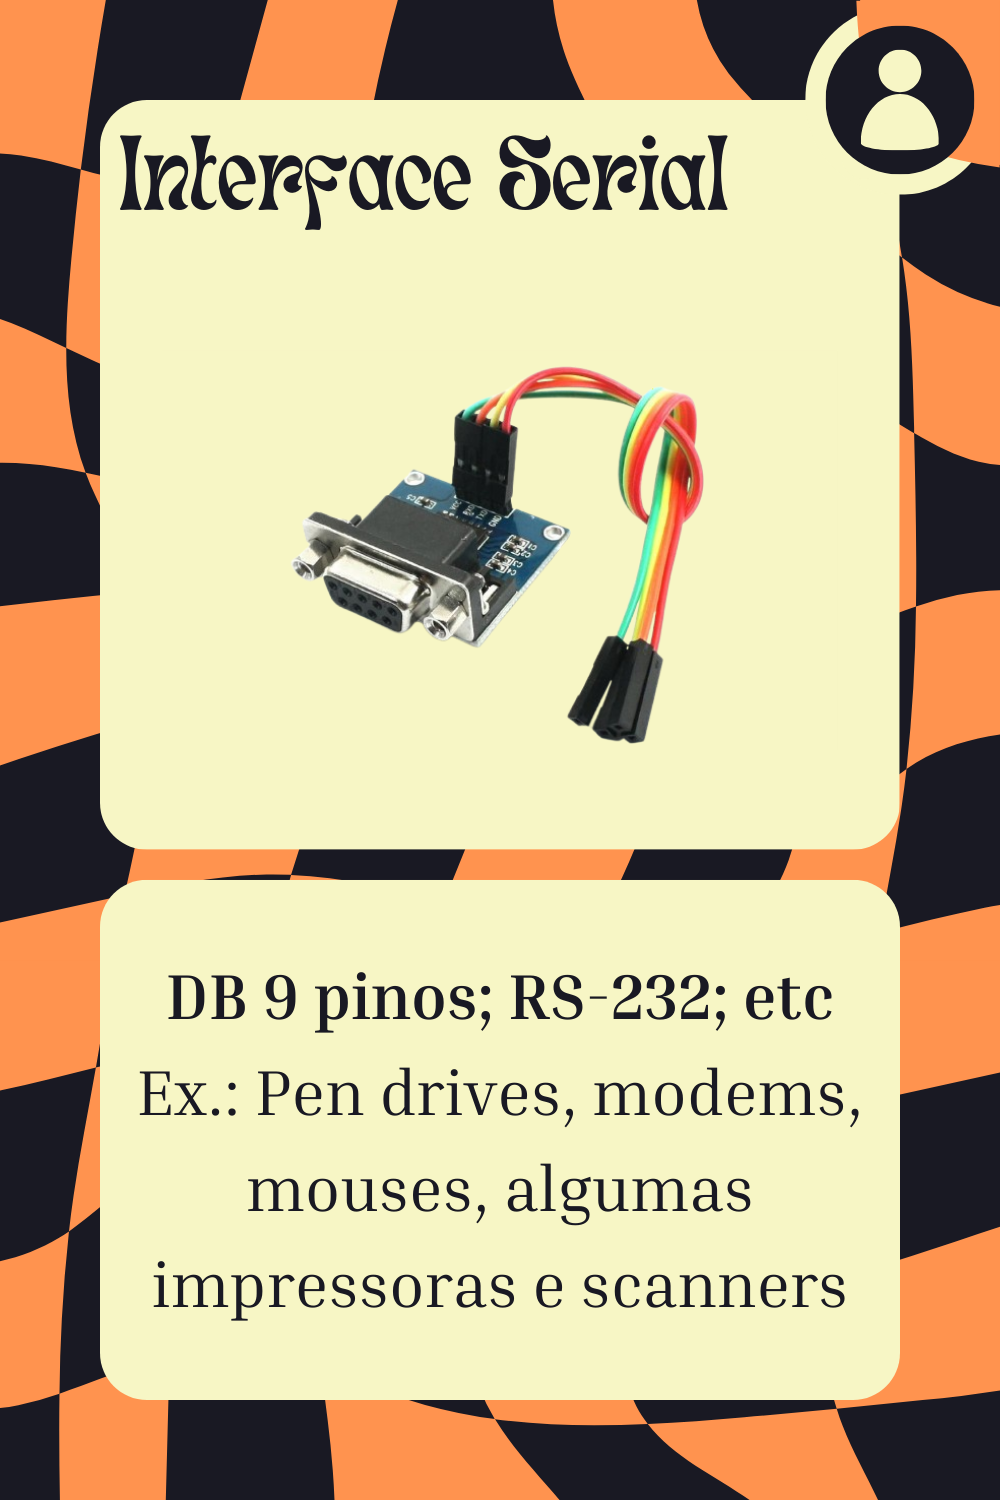 Interface Serial
DB 9 pinos; RS-232; etc
Ex.: Pen drives, modems,
mouses, algumas
impressoras e scanners